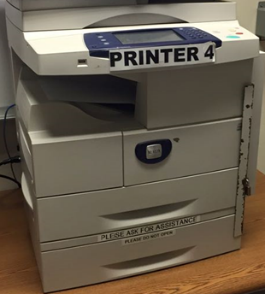 PRINTER 4
PLEASE ASK FOR ASSISTANCE
PLEASE DO NOT OPEN